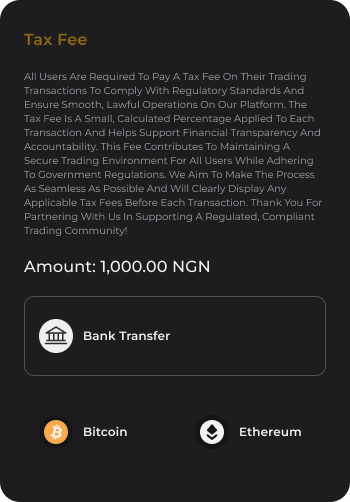 Tax Fee
All Users Are Required To Pay A Tax Fee On Their Trading
Transactions To Comply With Regulatory Standards And
Ensure Smooth, Lawful Operations On Our Platform. The
Tax Fee Is A Small, Calculated Percentage Applied To Each
Transaction And Helps Support Financial Transparency And
Accountability. This Fee Contributes To Maintaining A
Secure Trading Environment For All Users While Adhering
To Government Regulations. We Aim To Make The Process
As Seamless As Possible And Will Clearly Display Any
Applicable Tax Fees Before Each Transaction. Thank You For
Partnering With Us In Supporting A Regulated, Compliant
Trading Community!
Amount: 1,000.00 NGN
Bank Transfer
Bitcoin Ethereum